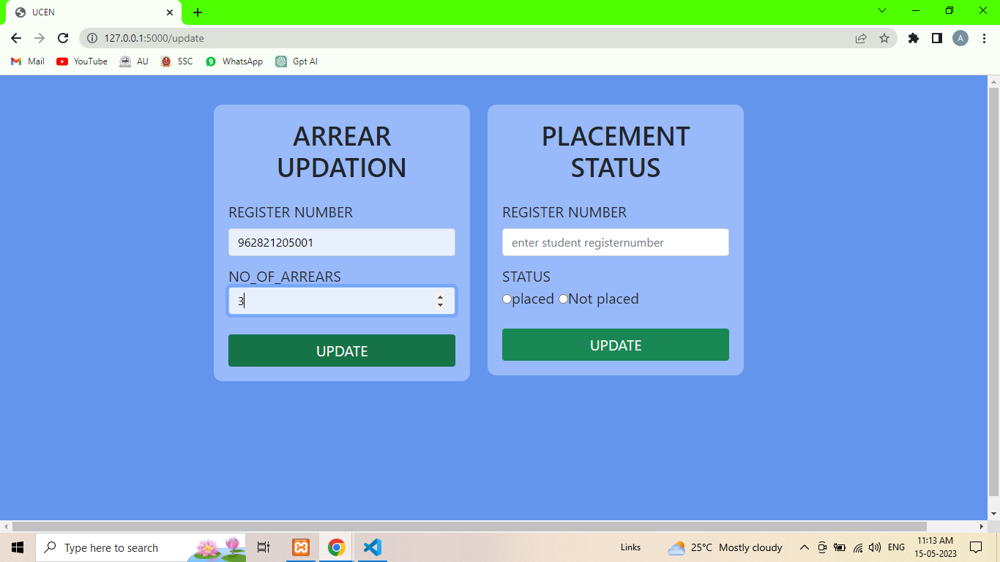 UCEN
127.0.0.1:5000/update
A
Mail
YouTube
AU
SSC
9
WhatsApp
Gpt AI
ARREAR
UPDATION
REGISTER NUMBER
962821205001
NO_OF_ARREARS
3
UPDATE
PLACEMENT
STATUS
REGISTER NUMBER
enter student registernumber
STATUS
placed Not placed
UPDATE
Type here to search
Links
25°C Mostly cloudy
ENG
11:13 AM
15-05-2023